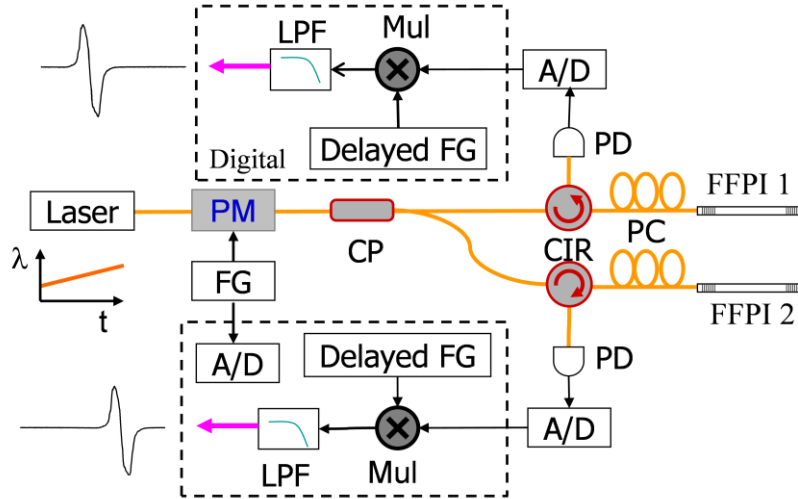 LPF
Mul
A/D
Delayed FG
Digital
PD
Laser
PM
CP
CIR
PC
FFPI 1
λ
t
FG
A/D
FFPI 2
Delayed FG
PD
LPF
Mul
A/D